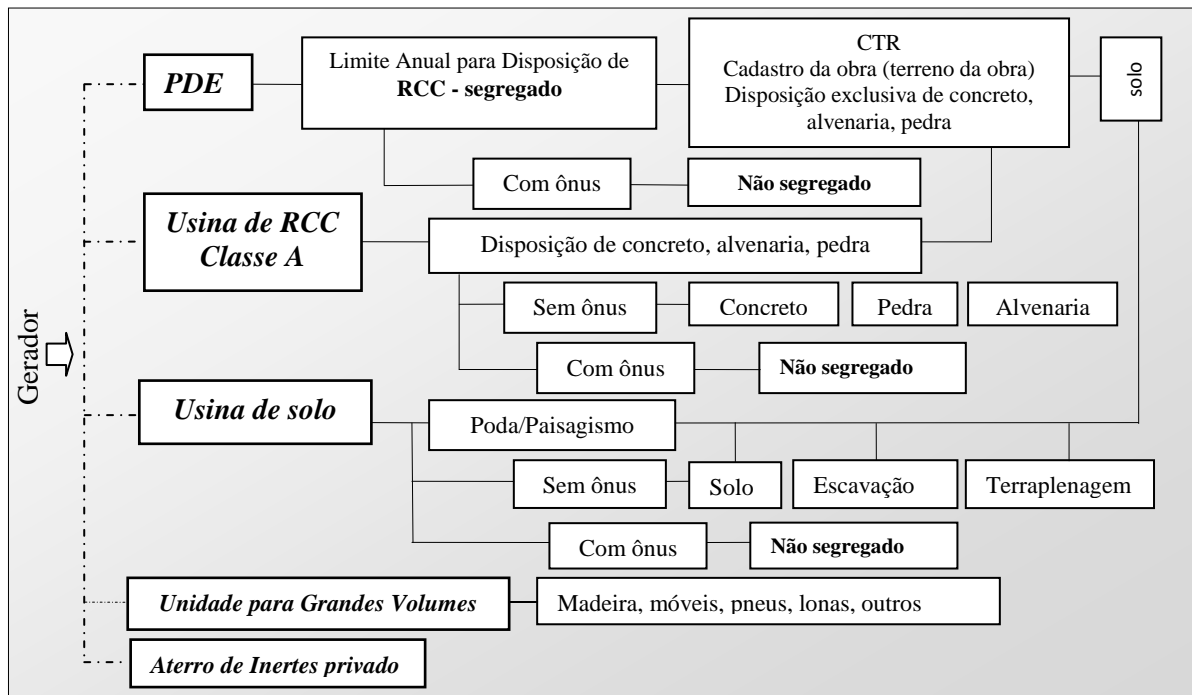 Gerador
PDE
Limite Anual para Disposição de
RCC - segregado
CTR
Cadastro da obra (terreno da obra)
Disposição exclusiva de concreto,
alvenaria, pedra
solo
Com ônus
Não segregado
Usina de RCC
Classe A
Disposição de concreto, alvenaria, pedra
Sem ônus
Concreto
Pedra
Alvenaria
Com ônus
Não segregado
Usina de solo
Poda/Paisagismo
Sem ônus
Solo
Escavação
Terraplenagem
Com ônus
Não segregado
Unidade para Grandes Volumes
Madeira, móveis, pneus, lonas, outros
Aterro de Inertes privado